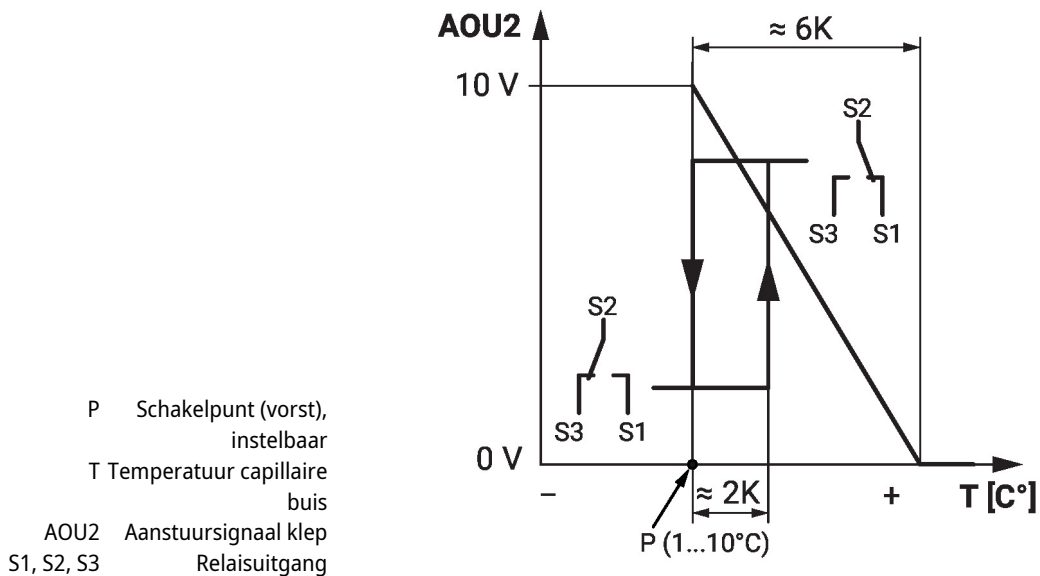 AOU2
≈ 6K
10 V
S2
S3 S1
S2
S3 S1
0 V
− ≈ 2K + T [C°]
P (1...10°C)
P Schakelpunt (vorst),
instelbaar
T Temperatuur capillaire
buis
AOU2 Aanstuursignaal klep
S1, S2, S3 Relaisuitgang